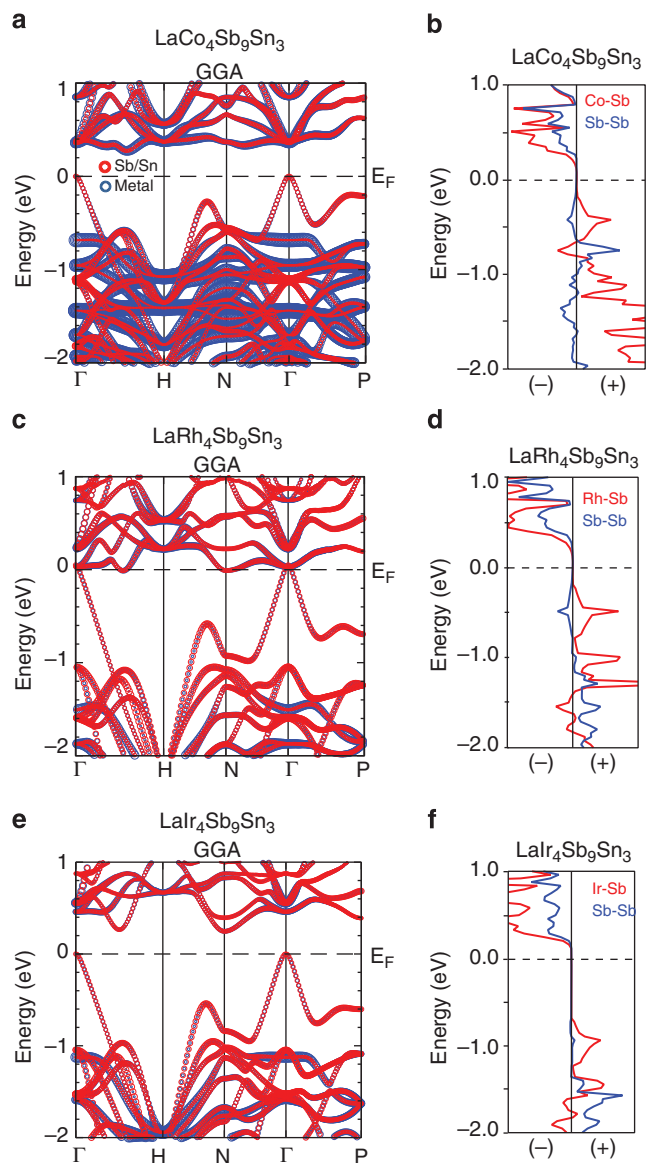 a
LaCo₄Sb₉Sn₃
GGA
1
0
−1
−2
Energy (eV)
Sb/Sn
Metal
E_F
Γ H N Γ P
b
LaCo₄Sb₉Sn₃
1.0
0.0
−1.0
−2.0
Energy (eV)
Co-Sb
Sb-Sb
(−) (+)
c
LaRh₄Sb₉Sn₃
GGA
1
0
−1
−2
Energy (eV)
E_F
Γ H N Γ P
d
LaRh₄Sb₉Sn₃
1.0
0.0
−1.0
−2.0
Energy (eV)
Rh-Sb
Sb-Sb
(−) (+)
e
LaIr₄Sb₉Sn₃
GGA
1
0
−1
−2
Energy (eV)
E_F
Γ H N Γ P
f
LaIr₄Sb₉Sn₃
1.0
0.0
−1.0
−2.0
Energy (eV)
Ir-Sb
Sb-Sb
(−) (+)